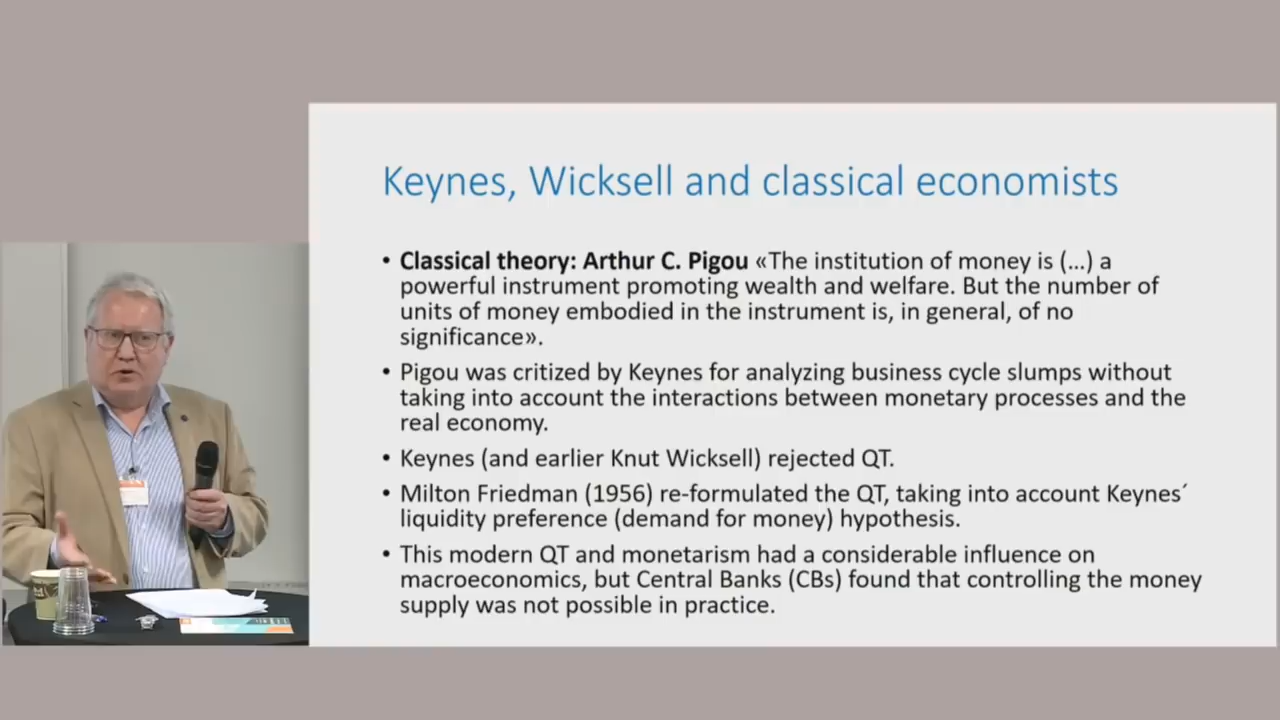 Keynes, Wicksell and classical economists
• Classical theory: Arthur C. Pigou «The institution of money is (...) a
powerful instrument promoting wealth and welfare. But the number of
units of money embodied in the instrument is, in general, of no
significance».
• Pigou was critized by Keynes for analyzing business cycle slumps without
taking into account the interactions between monetary processes and the
real economy.
• Keynes (and earlier Knut Wicksell) rejected QT.
• Milton Friedman (1956) re-formulated the QT, taking into account Keynes´
liquidity preference (demand for money) hypothesis.
• This modern QT and monetarism had a considerable influence on
macroeconomics, but Central Banks (CBs) found that controlling the money
supply was not possible in practice.